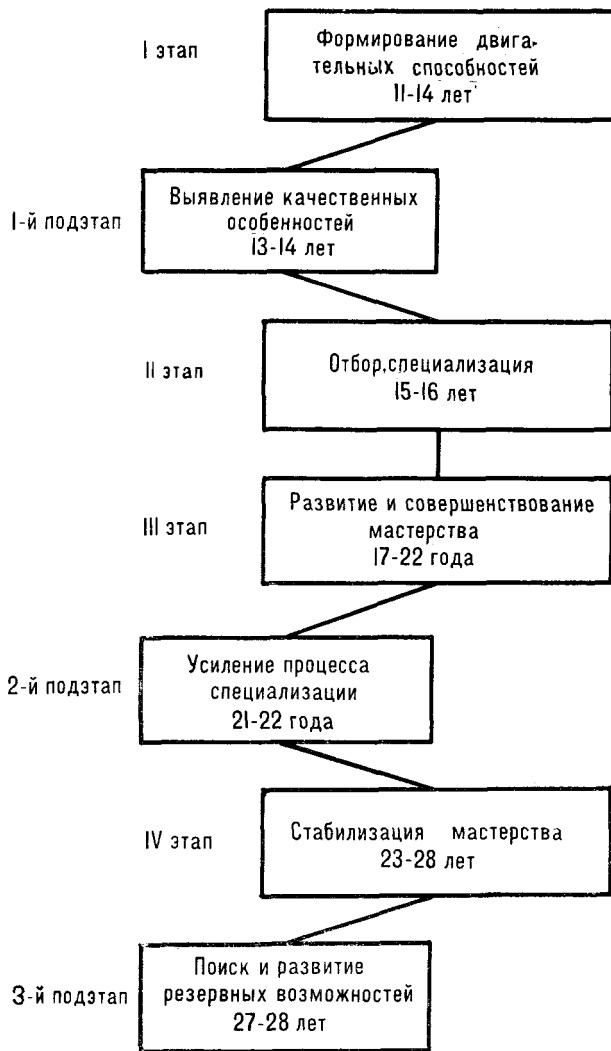 I этап
Формирование двига-
тельных способностей
11-14 лет
1-й подэтап
Выявление качественных
особенностей
13-14 лет
II этап
Отбор,специализация
15-16 лет
III этап
Развитие и совершенствование
мастерства
17-22 года
2-й подэтап
Усиление процесса
специализации
21-22 года
IV этап
Стабилизация мастерства
23-28 лет
3-й подэтап
Поиск и развитие
резервных возможностей
27-28 лет